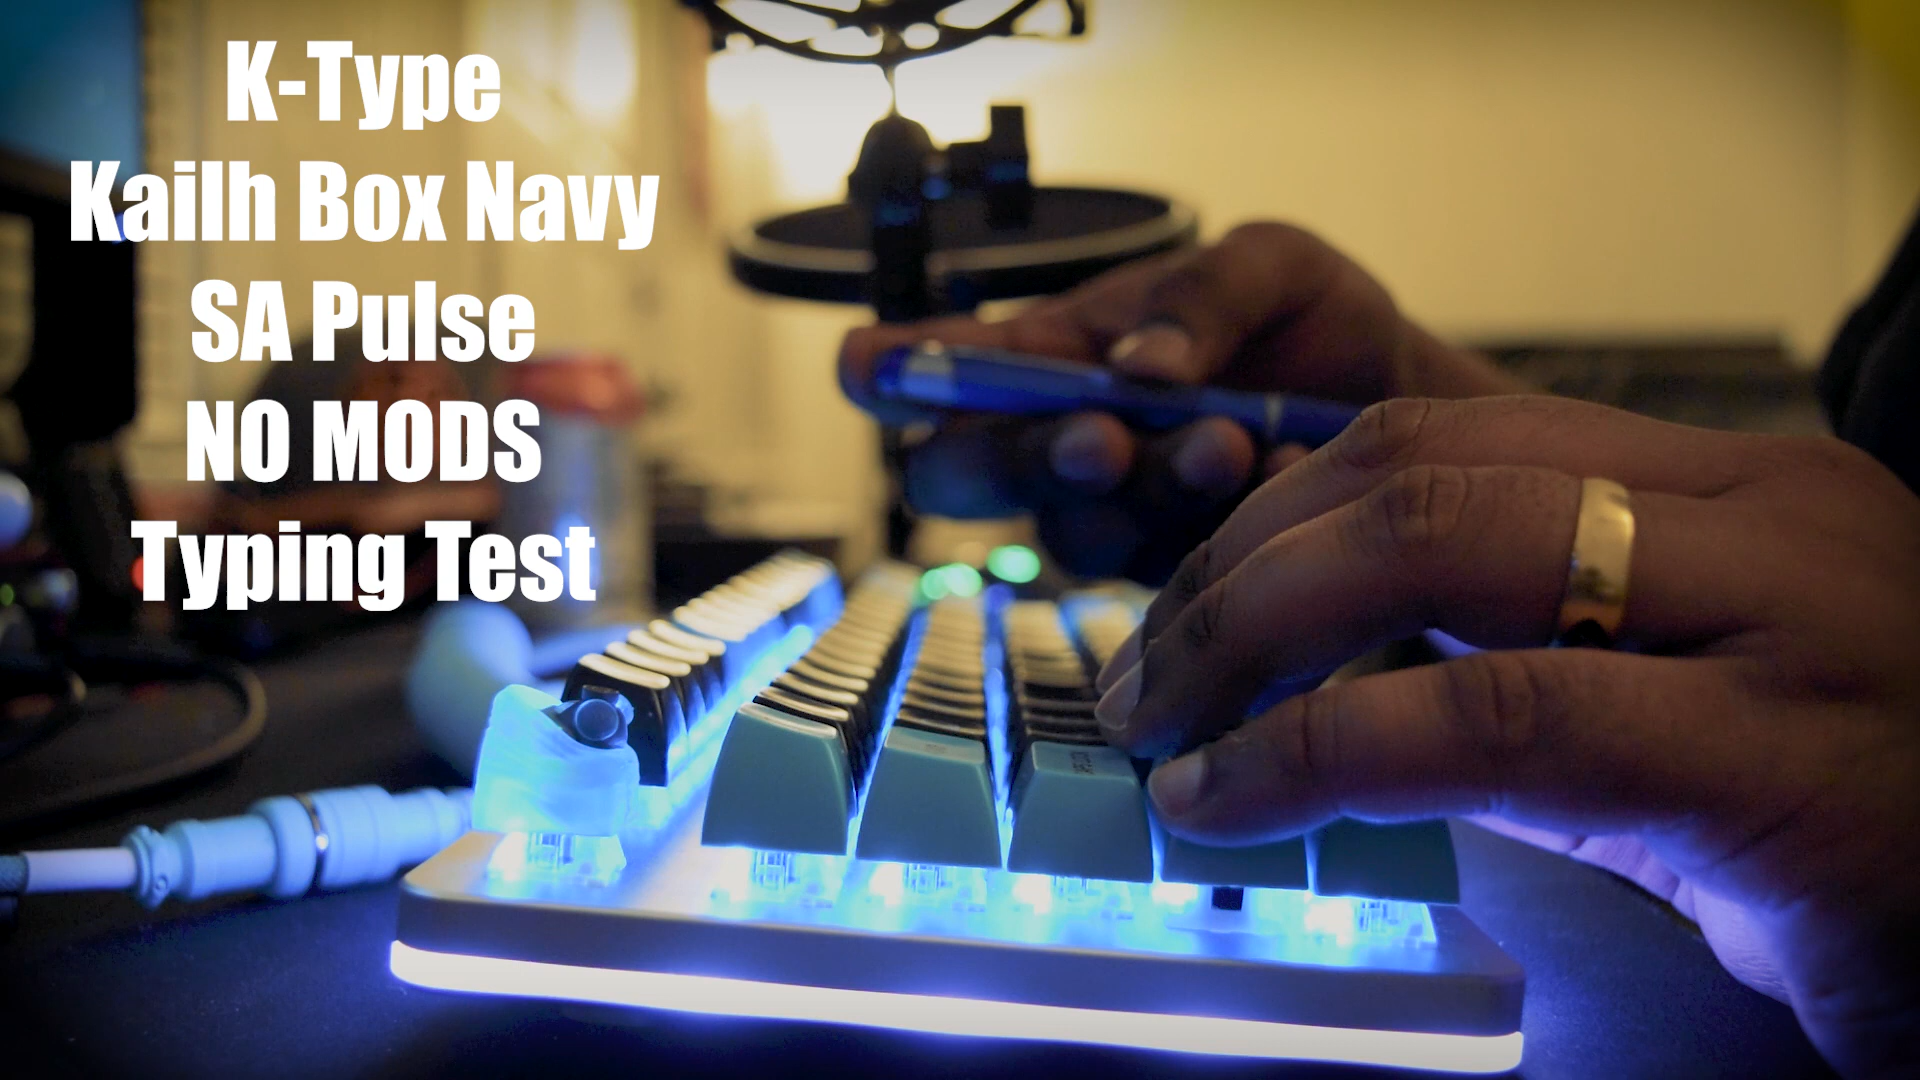 K-Type
Kailh Box Navy
SA Pulse
NO MODS
Typing Test